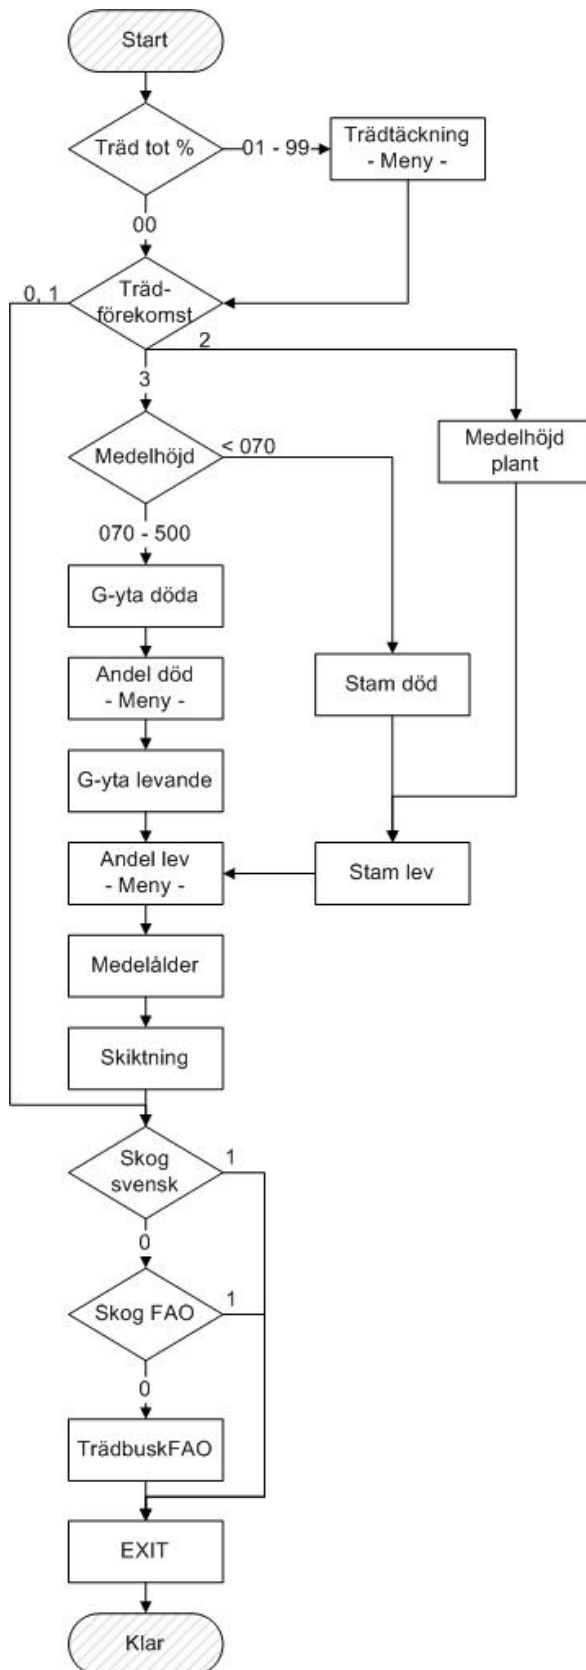 Start
Träd tot %
01 - 99
Trädtäckning
- Meny -
00
0, 1
Träd-
förekomst
2
3
Medelhöjd
< 070
Medelhöjd
plant
070 - 500
G-yta döda
Andel död
- Meny -
Stam död
G-yta levande
Andel lev
- Meny -
Stam lev
Medelålder
Skiktning
Skog
svensk
1
0
Skog FAO
1
0
TrädbuskFAO
EXIT
Klar